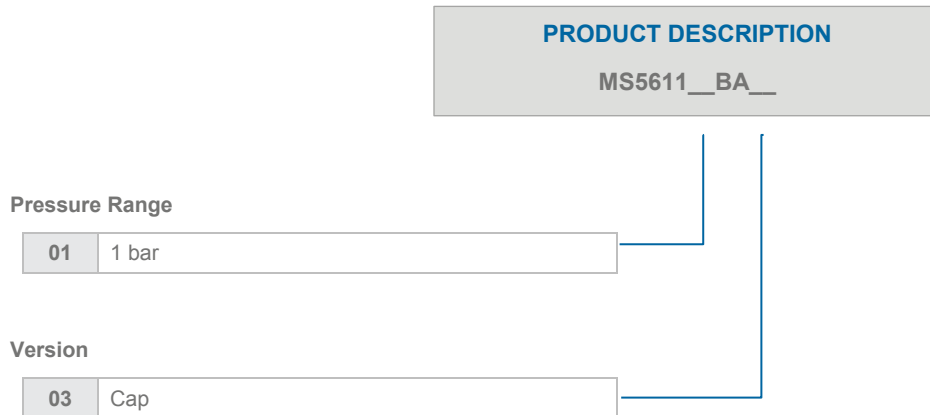 PRODUCT DESCRIPTION
MS5611__BA__
Pressure Range
01 1 bar
Version
03 Cap